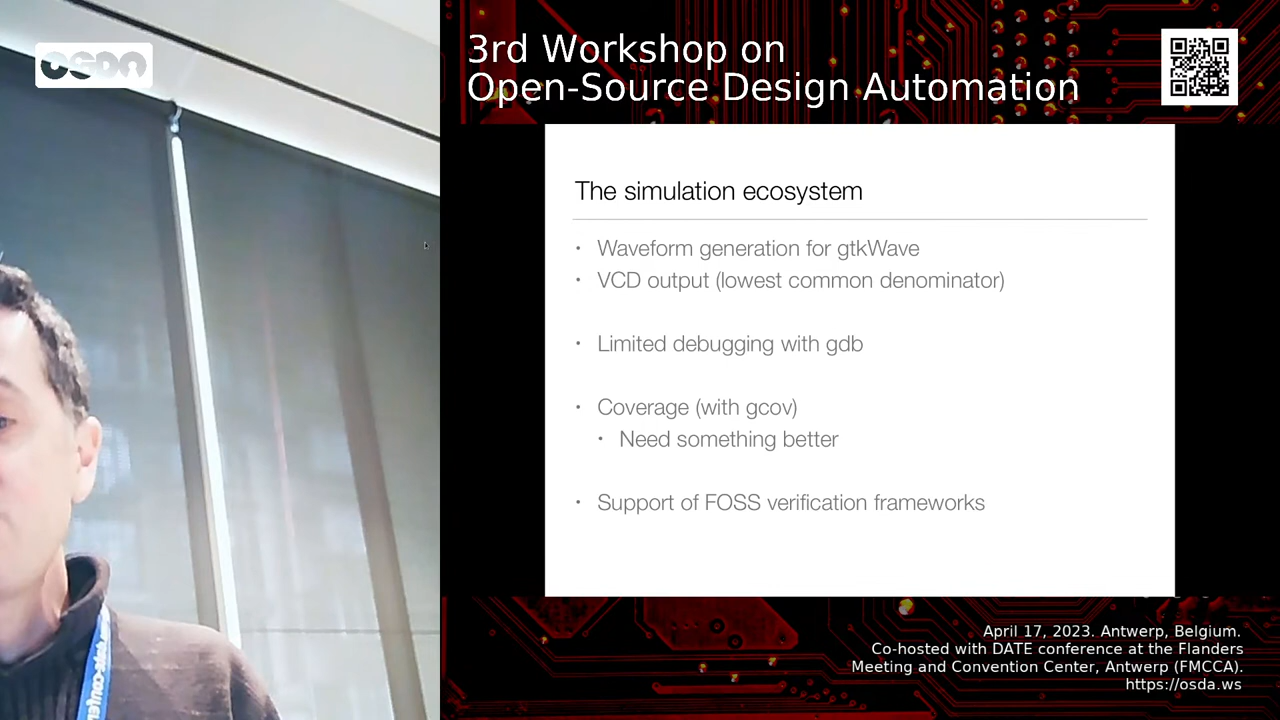 OSDA
3rd Workshop on
Open-Source Design Automation
The simulation ecosystem
• Waveform generation for gtkWave
• VCD output (lowest common denominator)
• Limited debugging with gdb
• Coverage (with gcov)
• Need something better
• Support of FOSS verification frameworks
April 17, 2023. Antwerp, Belgium.
Co-hosted with DATE conference at the Flanders
Meeting and Convention Center, Antwerp (FMCCA).
https://osda.ws